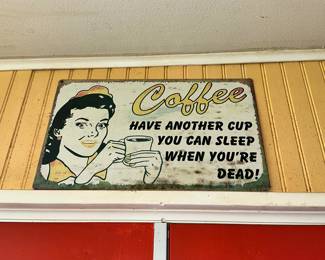 Coffee
HAVE ANOTHER CUP
YOU CAN SLEEP
WHEN YOU'RE
DEAD!